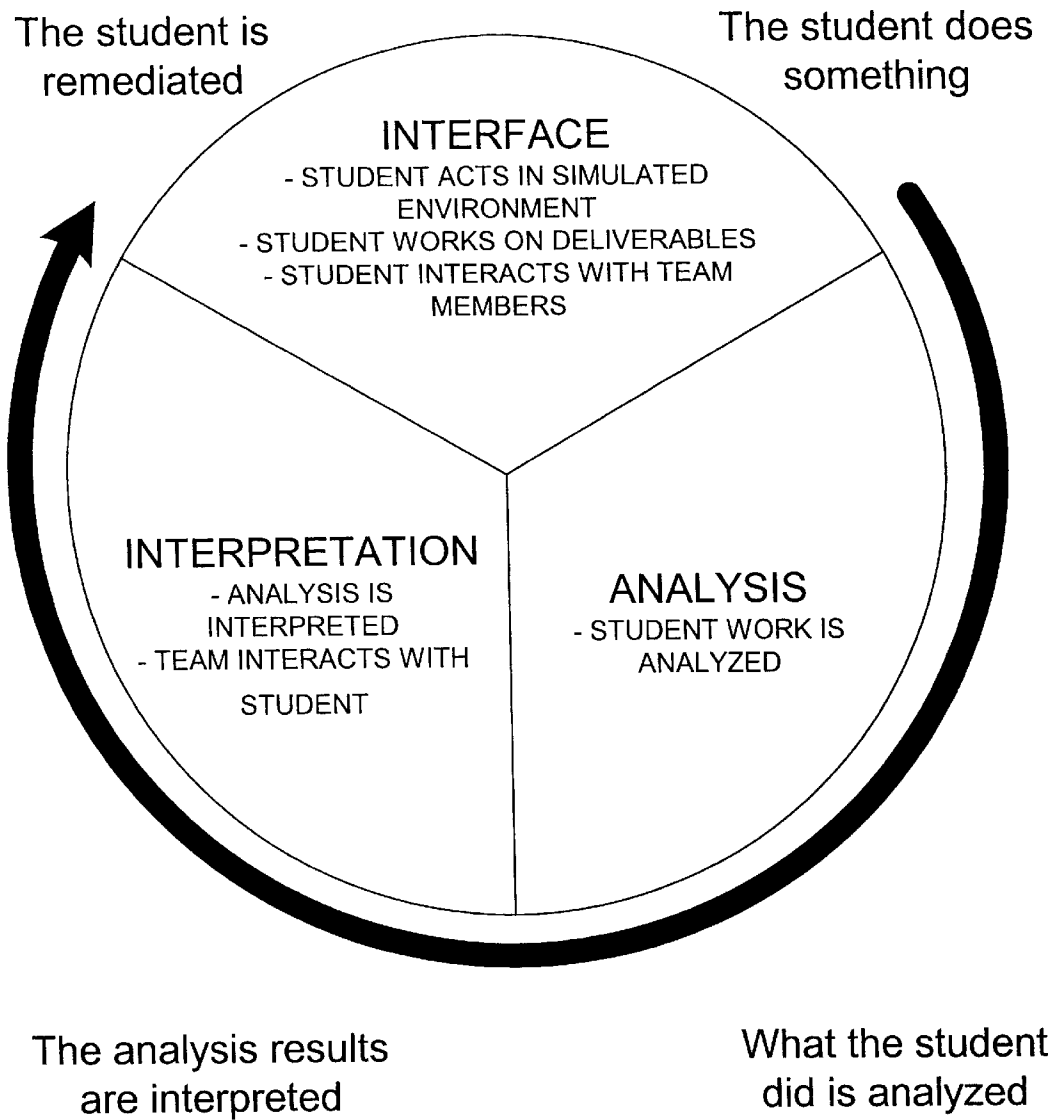 The student is
remediated
The student does
something
INTERFACE
- STUDENT ACTS IN SIMULATED
ENVIRONMENT
- STUDENT WORKS ON DELIVERABLES
- STUDENT INTERACTS WITH TEAM
MEMBERS
INTERPRETATION
- ANALYSIS IS
INTERPRETED
- TEAM INTERACTS WITH
STUDENT
ANALYSIS
- STUDENT WORK IS
ANALYZED
The analysis results
are interpreted
What the student
did is analyzed